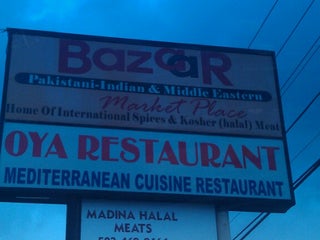 BazaaR
Pakistani-Indian & Middle Eastern
Market Place
Home Of International Spices & Kosher (halal) Meat
OYA RESTAURANT
MEDITERRANEAN CUISINE RESTAURANT
MADINA HALAL
MEATS